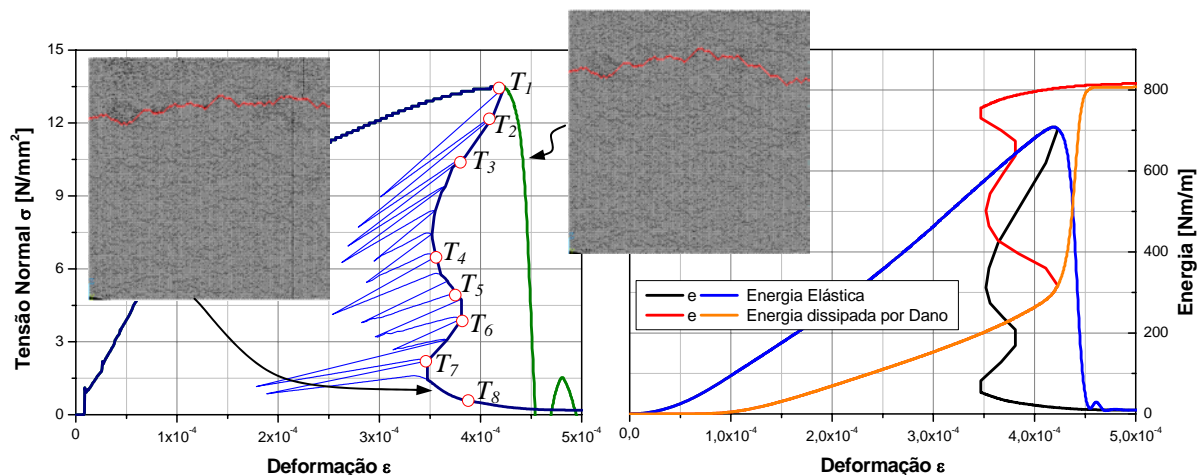 Tensão Normal σ [N/mm²]
15
12
9
6
3
0
T₁
T₂
T₃
T₄
T₅
T₆
T₇
T₈
0
1x10⁻⁴
2x10⁻⁴
3x10⁻⁴
4x10⁻⁴
5x10⁻⁴
Deformação ε
e Energia Elástica
e Energia dissipada por Dano
800
600
400
200
0
Energia [Nm/m]
0,0
1,0x10⁻⁴
2,0x10⁻⁴
3,0x10⁻⁴
4,0x10⁻⁴
5,0x10⁻⁴
Deformação ε